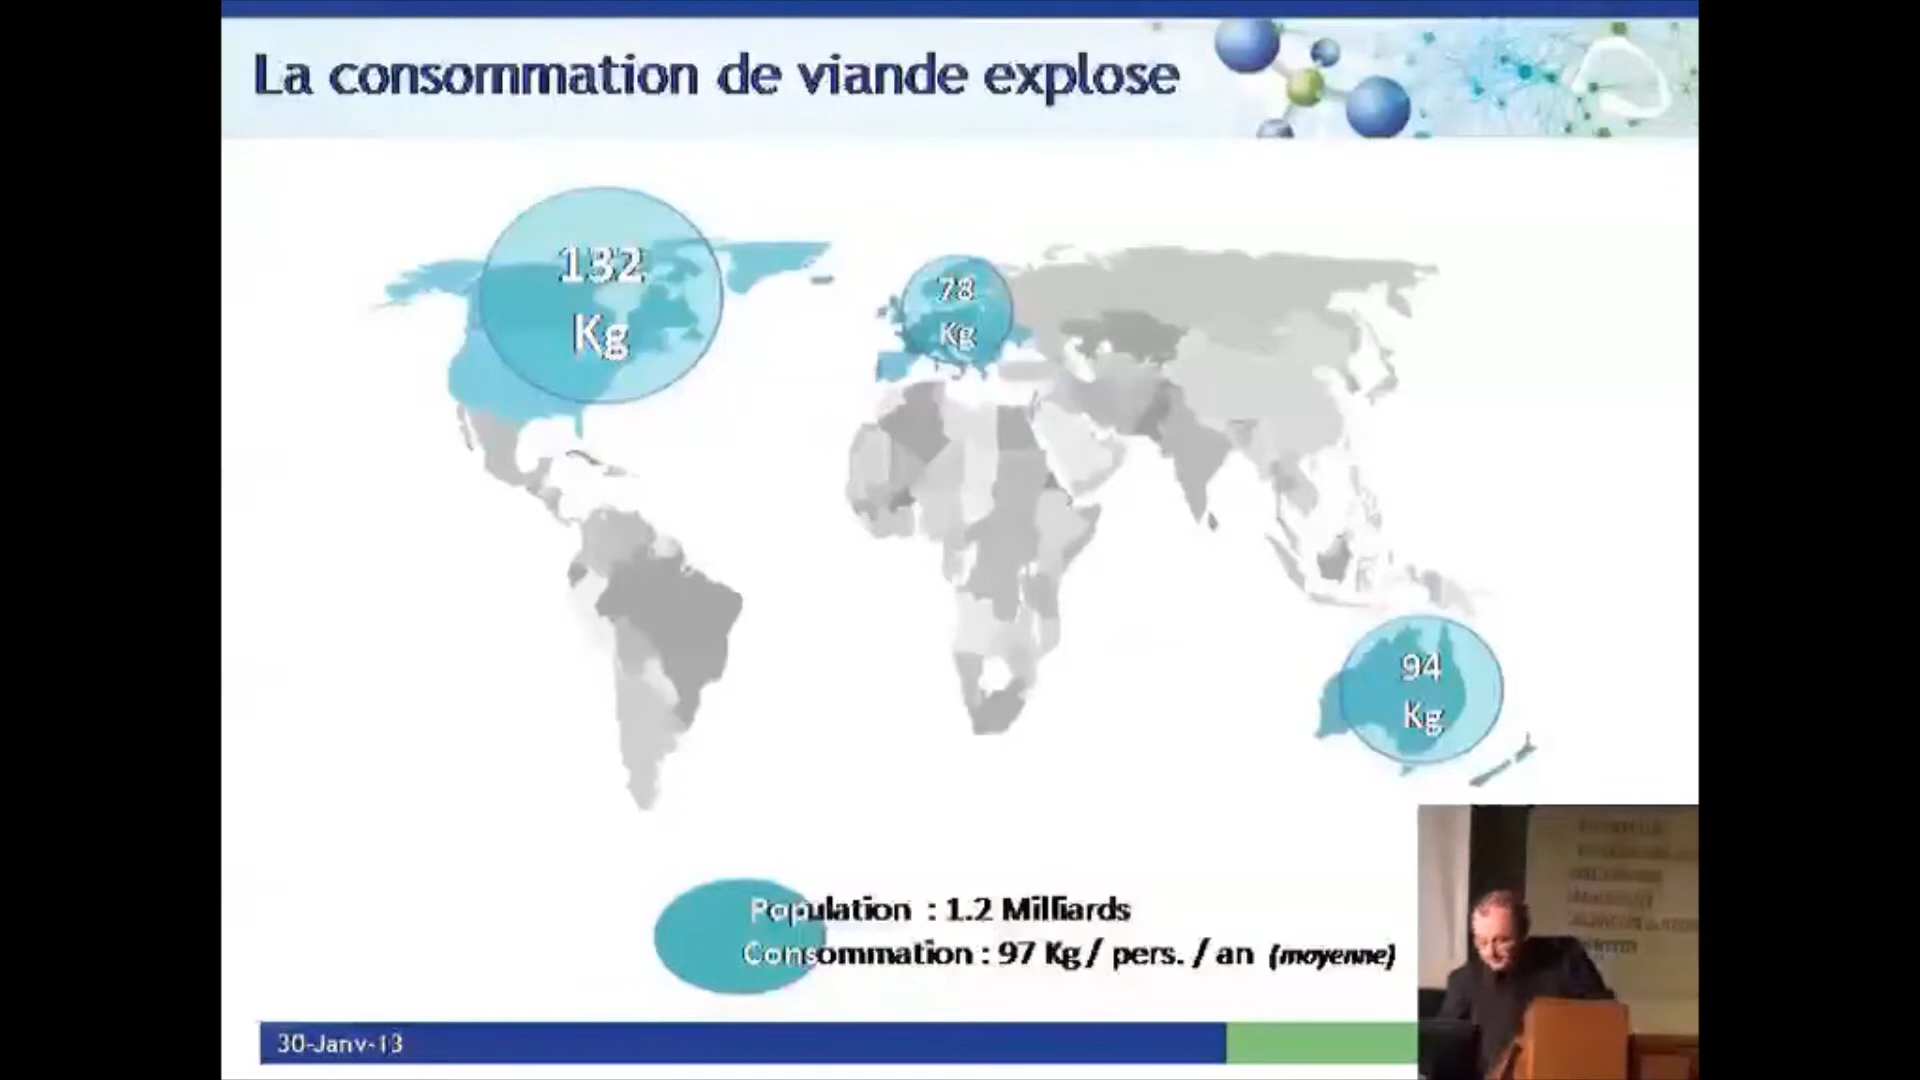 La consommation de viande explose
132
Kg
78
Kg
94
Kg
Population : 1.2 Milliards
Consommation : 97 Kg / pers. / an (moyenne)
30-Janv-13